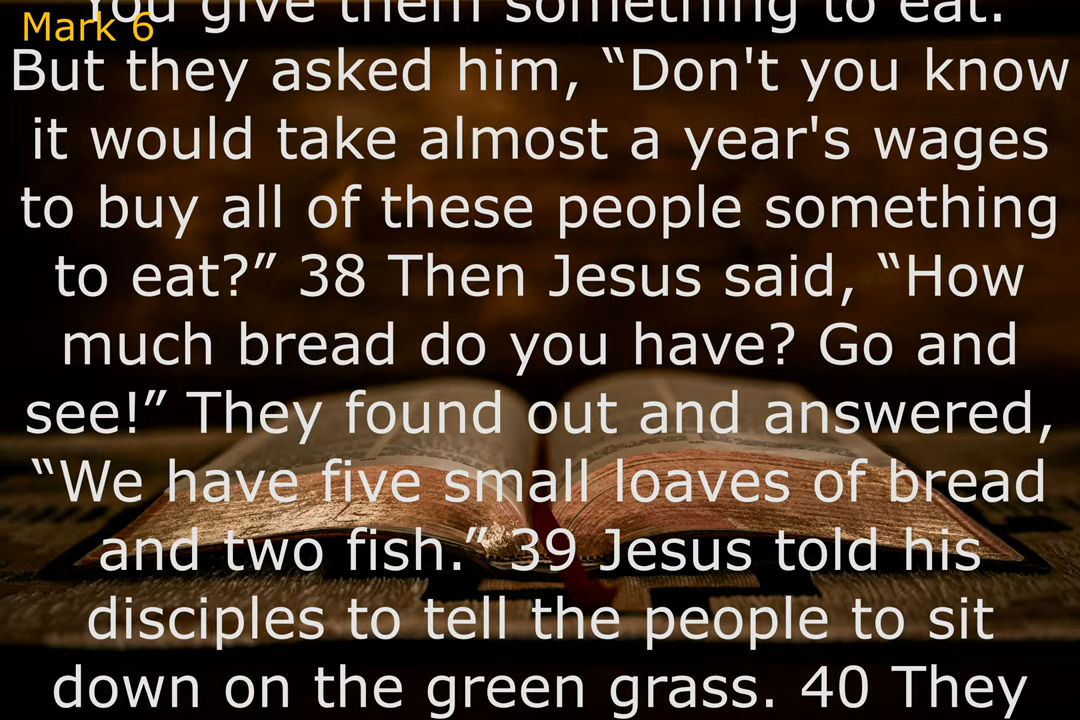 You give them something to eat.
Mark 6
But they asked him, “Don't you know
it would take almost a year's wages
to buy all of these people something
to eat?” 38 Then Jesus said, “How
much bread do you have? Go and
see!” They found out and answered,
“We have five small loaves of bread
and two fish.” 39 Jesus told his
disciples to tell the people to sit
down on the green grass. 40 They